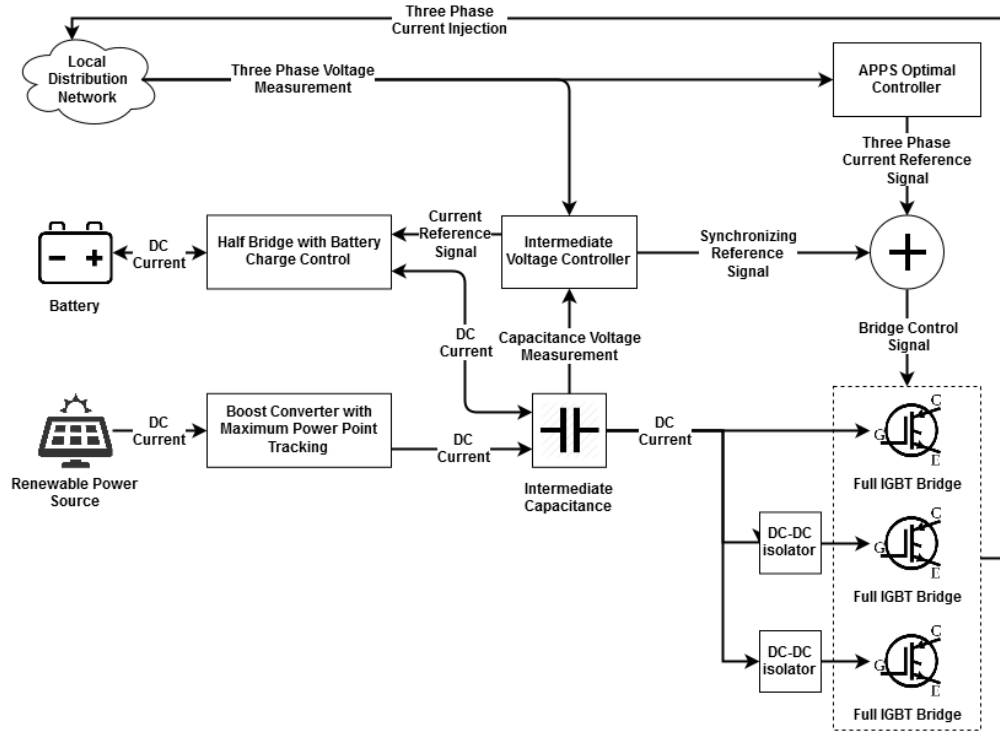 Three Phase
Current Injection
Local
Distribution
Network
Three Phase Voltage
Measurement
APPS Optimal
Controller
Three Phase
Current Reference
Signal
Battery
DC
Current
Half Bridge with Battery
Charge Control
Current
Reference
Signal
Intermediate
Voltage Controller
Synchronizing
Reference
Signal
Bridge Control
Signal
DC
Current
Capacitance Voltage
Measurement
Renewable Power
Source
DC
Current
Boost Converter with
Maximum Power Point
Tracking
DC
Current
Intermediate
Capacitance
DC
Current
C
G
E
Full IGBT Bridge
DC-DC
isolator
C
G
E
Full IGBT Bridge
DC-DC
isolator
C
G
E
Full IGBT Bridge